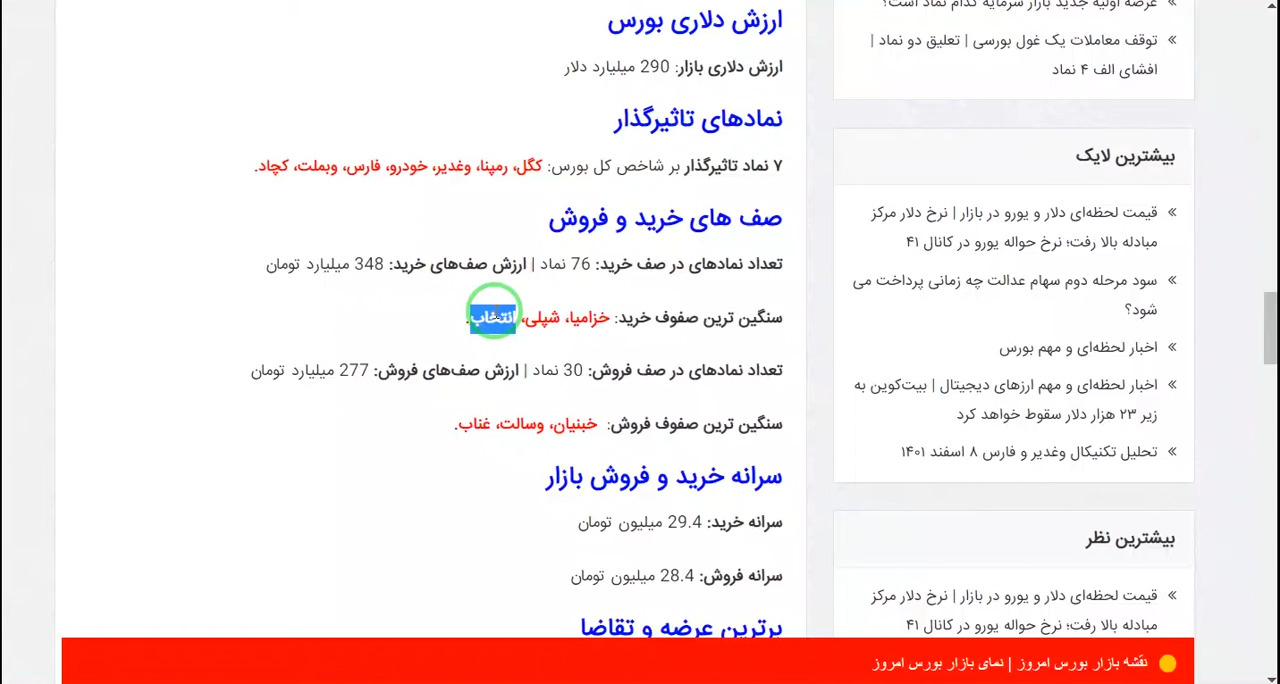 ارزش دلاری بورس
ارزش دلاری بازار: 290 میلیارد دلار
نمادهای تاثیرگذار
۷ نماد تاثیرگذار بر شاخص کل بورس: کگل، رمپنا، وغدیر، خودرو، فارس، وبملت، کچاد.
صف های خرید و فروش
تعداد نمادهای در صف خرید: 76 نماد | ارزش صف‌های خرید: 348 میلیارد تومان
سنگین ترین صفوف خرید: خزامیا، شپلی، انتخاب.
تعداد نمادهای در صف فروش: 30 نماد | ارزش صف‌های فروش: 277 میلیارد تومان
سنگین ترین صفوف فروش: خبنیان، وسالت، غناب.
سرانه خرید و فروش بازار
سرانه خرید: 29.4 میلیون تومان
سرانه فروش: 28.4 میلیون تومان
برترین عرضه و تقاضا
عرضه اولیه جدید بازار سرمایه کدام نماد است؟
توقف معاملات یک غول بورسی | تعلیق دو نماد |
افشای الف ۴ نماد
بیشترین لایک
قیمت لحظه‌ای دلار و یورو در بازار | نرخ دلار مرکز
مبادله بالا رفت؛ نرخ حواله یورو در کانال ۴۱
سود مرحله دوم سهام عدالت چه زمانی پرداخت می
شود؟
اخبار لحظه‌ای و مهم بورس
اخبار لحظه‌ای و مهم ارزهای دیجیتال | بیت‌کوین به
زیر ۲۳ هزار دلار سقوط خواهد کرد
تحلیل تکنیکال وغدیر و فارس ۸ اسفند ۱۴۰۱
بیشترین نظر
قیمت لحظه‌ای دلار و یورو در بازار | نرخ دلار مرکز
مبادله بالا رفت؛ نرخ حواله یورو در کانال ۴۱
نقشه بازار بورس امروز | نمای بازار بورس امروز